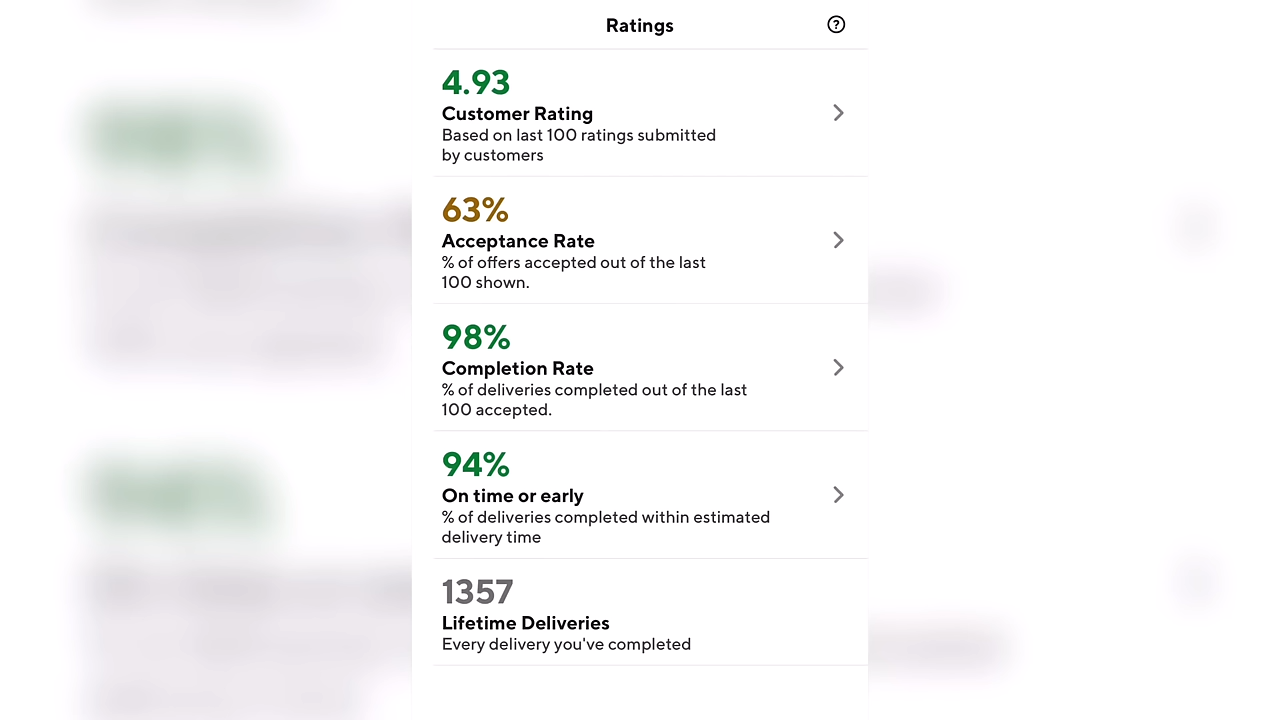 Ratings
4.93
Customer Rating
Based on last 100 ratings submitted
by customers
63%
Acceptance Rate
% of offers accepted out of the last
100 shown.
98%
Completion Rate
% of deliveries completed out of the last
100 accepted.
94%
On time or early
% of deliveries completed within estimated
delivery time
1357
Lifetime Deliveries
Every delivery you've completed